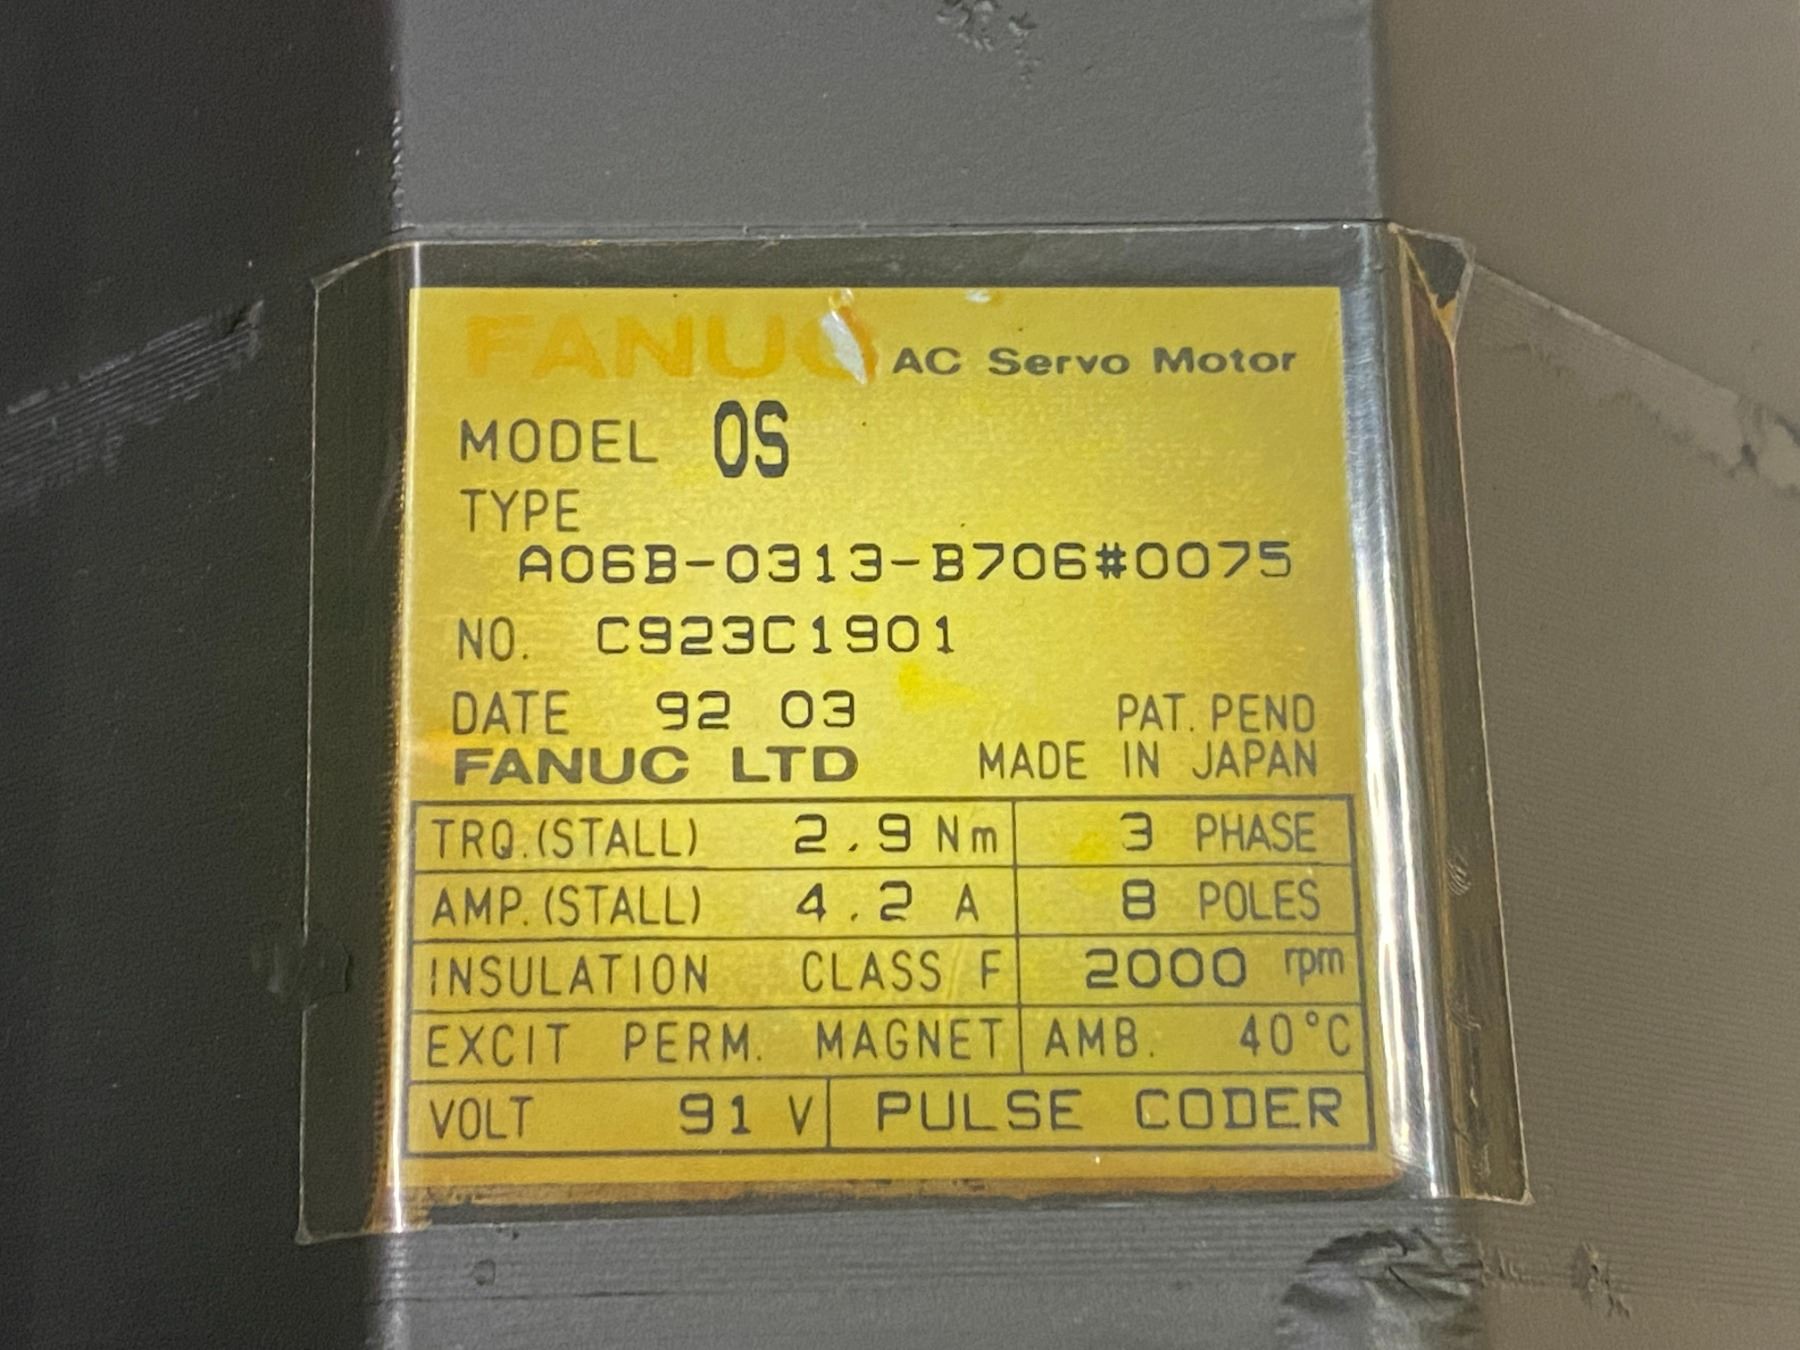 FANUC AC Servo Motor
MODEL 0S
TYPE
A06B-0313-B706#0075
NO. C923C1901
DATE 92 03 PAT. PEND
FANUC LTD MADE IN JAPAN
TRQ.(STALL) 2.9 Nm 3 PHASE
AMP.(STALL) 4.2 A 8 POLES
INSULATION CLASS F 2000 rpm
EXCIT PERM. MAGNET AMB. 40°C
VOLT 91 V PULSE CODER